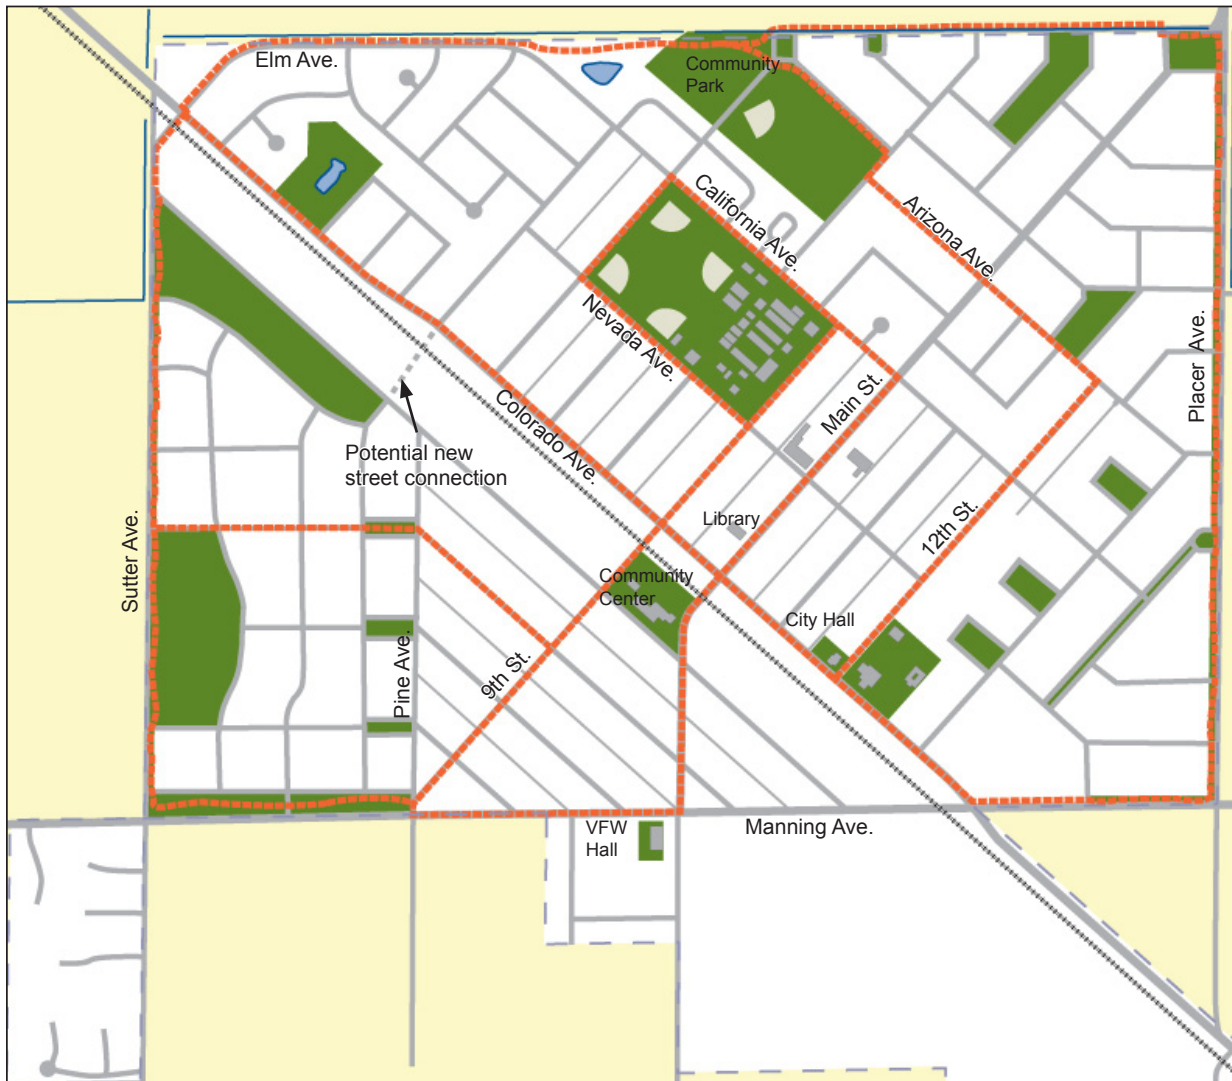 Elm Ave.
Community
Park
California Ave.
Arizona Ave.
Nevada Ave.
Placer Ave.
Main St.
Colorado Ave.
Potential new
street connection
Library
12th St.
Sutter Ave.
Community
Center
City Hall
Pine Ave.
9th St.
VFW
Hall
Manning Ave.